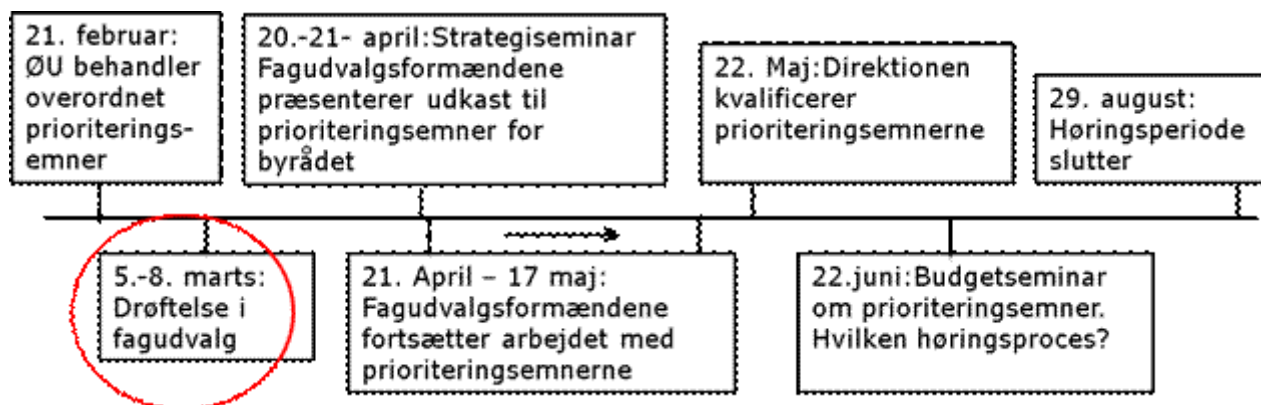 21. februar:
ØU behandler
overordnet
prioriterings-
emner
20.-21- april:Strategiseminar
Fagudvalgsformændene
præsenterer udkast til
prioriteringsemner for
byrådet
22. Maj:Direktionen
kvalificerer
prioriteringsemnerne
29. august:
Høringsperiode
slutter
5.-8. marts:
Drøftelse i
fagudvalg
21. April – 17 maj:
Fagudvalgsformændene
fortsætter arbejdet med
prioriteringsemnerne
22.juni:Budgetseminar
om prioriteringsemner.
Hvilken høringsproces?